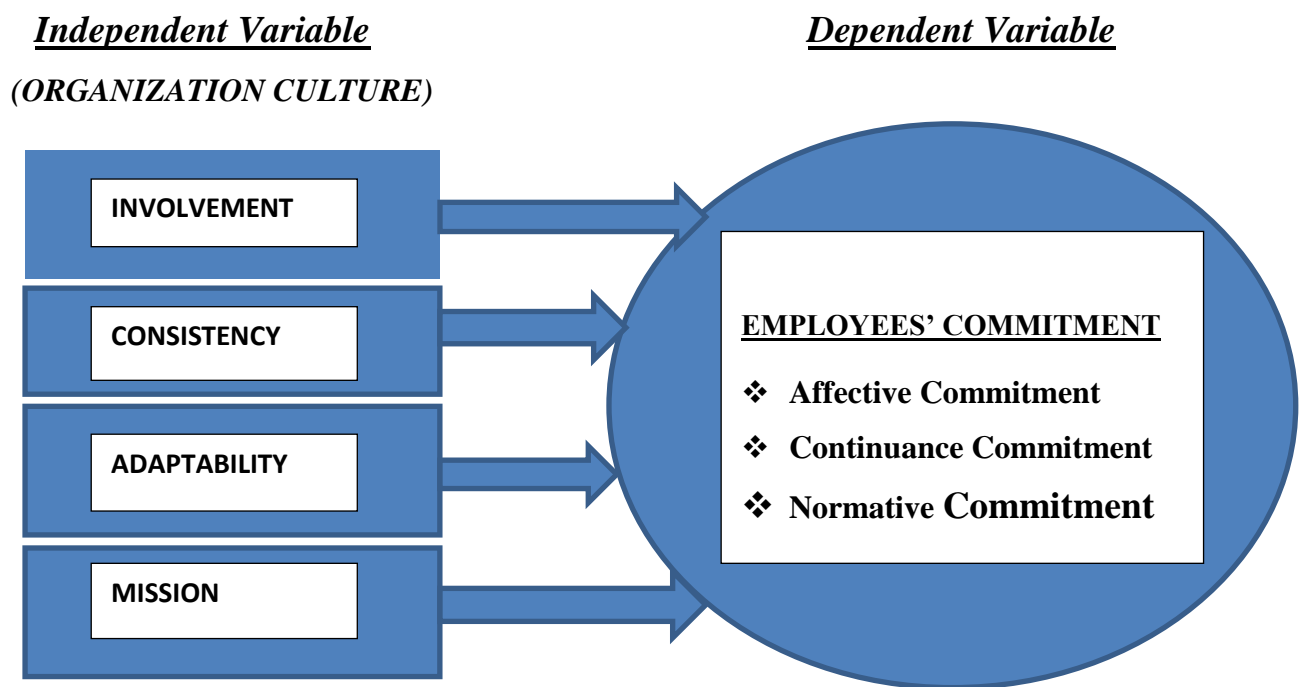 Independent Variable
Dependent Variable
(ORGANIZATION CULTURE)
INVOLVEMENT
CONSISTENCY
ADAPTABILITY
MISSION
EMPLOYEES’ COMMITMENT
❖ Affective Commitment
❖ Continuance Commitment
❖ Normative Commitment